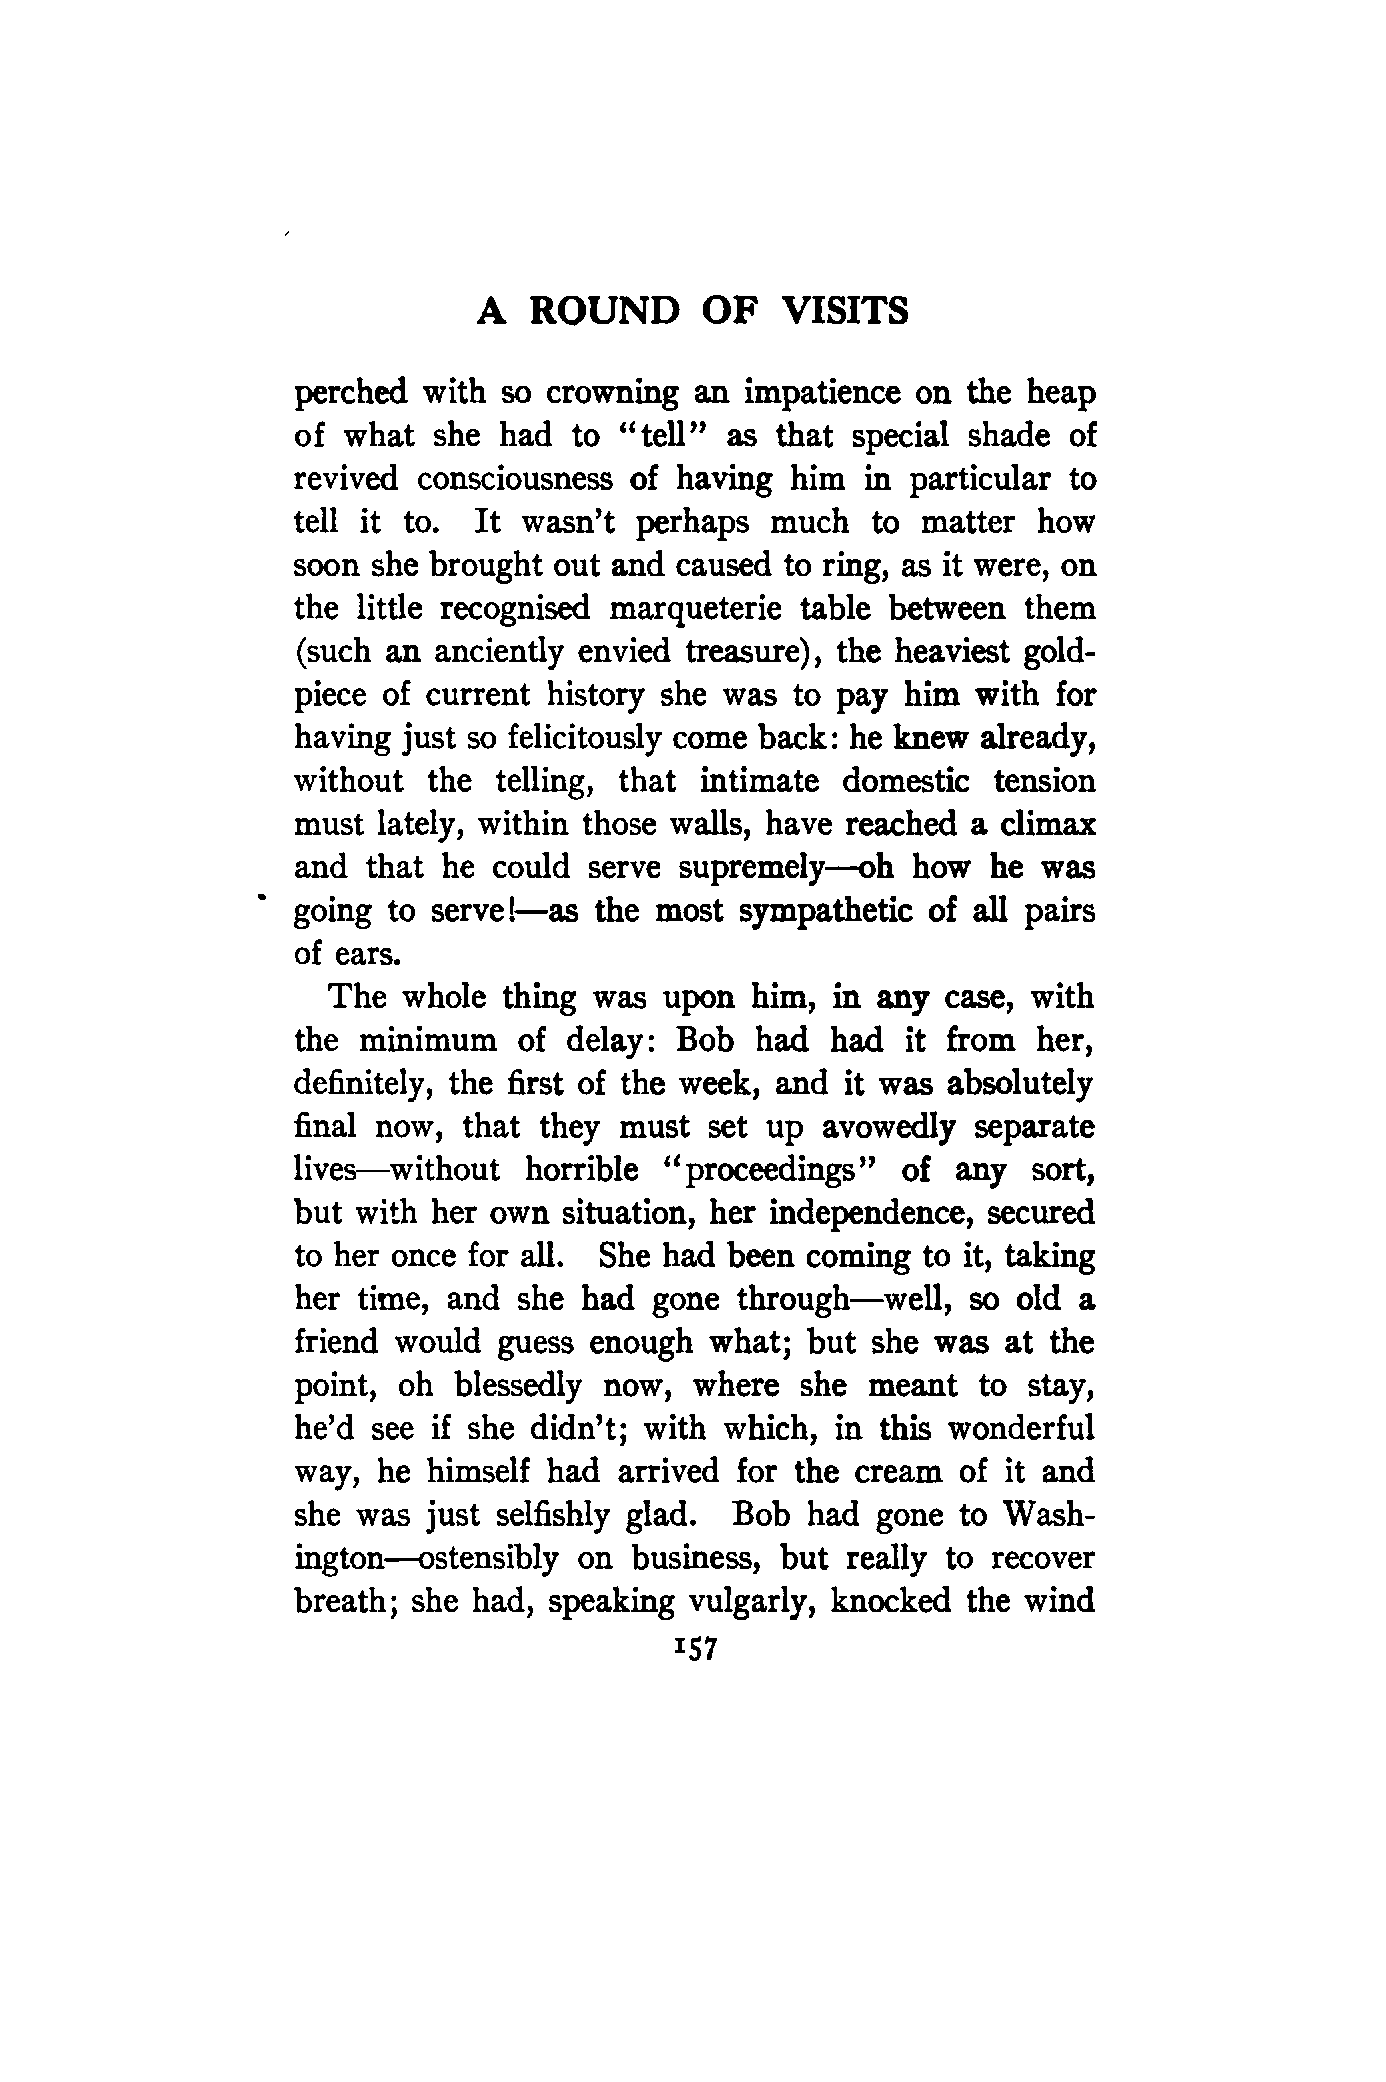 A ROUND OF VISITS
perched with so crowning an impatience on the heap
of what she had to "tell" as that special shade of
revived consciousness of having him in particular to
tell it to. It wasn't perhaps much to matter how
soon she brought out and caused to ring, as it were, on
the little recognised marqueterie table between them
(such an anciently envied treasure), the heaviest gold-
piece of current history she was to pay him with for
having just so felicitously come back: he knew already,
without the telling, that intimate domestic tension
must lately, within those walls, have reached a climax
and that he could serve supremely—oh how he was
going to serve!—as the most sympathetic of all pairs
of ears.
The whole thing was upon him, in any case, with
the minimum of delay: Bob had had it from her,
definitely, the first of the week, and it was absolutely
final now, that they must set up avowedly separate
lives—without horrible "proceedings" of any sort,
but with her own situation, her independence, secured
to her once for all. She had been coming to it, taking
her time, and she had gone through—well, so old a
friend would guess enough what; but she was at the
point, oh blessedly now, where she meant to stay,
he'd see if she didn't; with which, in this wonderful
way, he himself had arrived for the cream of it and
she was just selfishly glad. Bob had gone to Wash-
ington—ostensibly on business, but really to recover
breath; she had, speaking vulgarly, knocked the wind
157